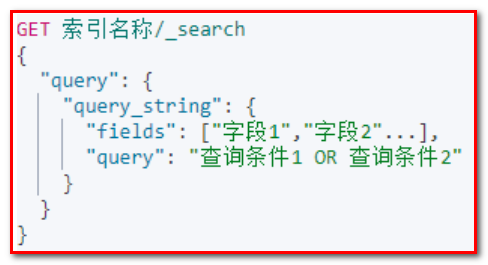 GET 索引名称/_search
{
  "query": {
    "query_string": {
      "fields": ["字段1","字段2"...],
      "query": "查询条件1 OR 查询条件2"
    }
  }
}